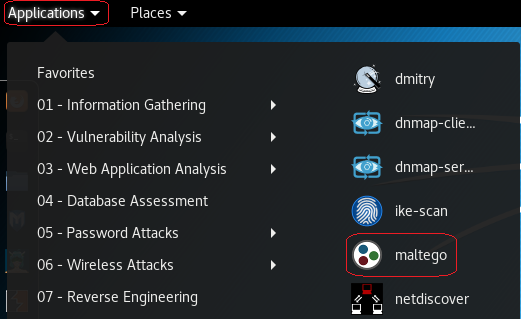 Applications
Places
Favorites
01 - Information Gathering
02 - Vulnerability Analysis
03 - Web Application Analysis
04 - Database Assessment
05 - Password Attacks
06 - Wireless Attacks
07 - Reverse Engineering
dmitry
dnmap-clie...
dnmap-ser...
ike-scan
maltego
netdiscover